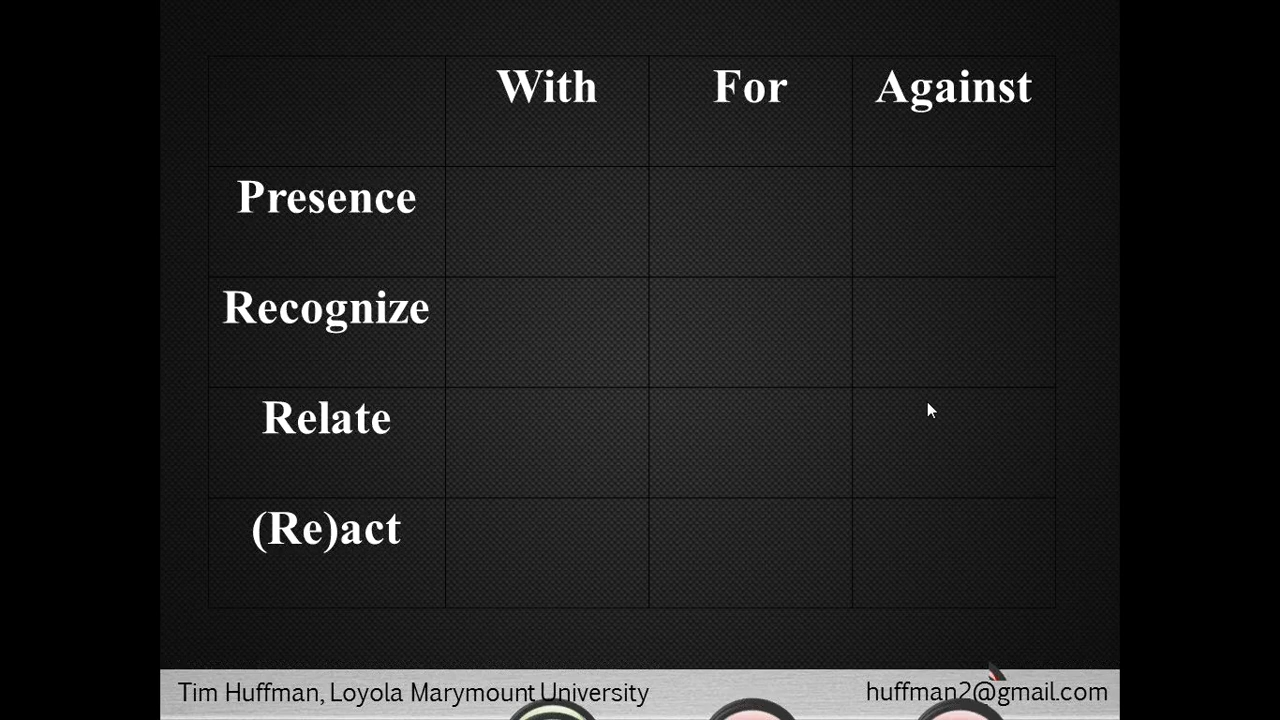 With For Against
Presence
Recognize
Relate
(Re)act
Tim Huffman, Loyola Marymount University huffman2@gmail.com